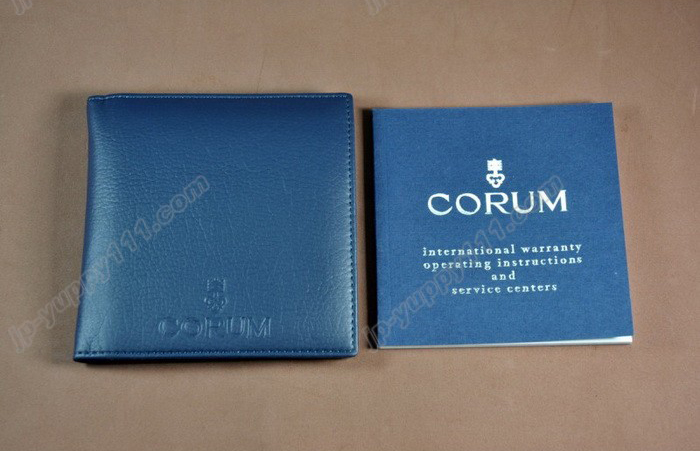 CORUM
CORUM
international warranty
operating instructions
and
service centers
jp-yuppy111.com
jp-yuppy111.com